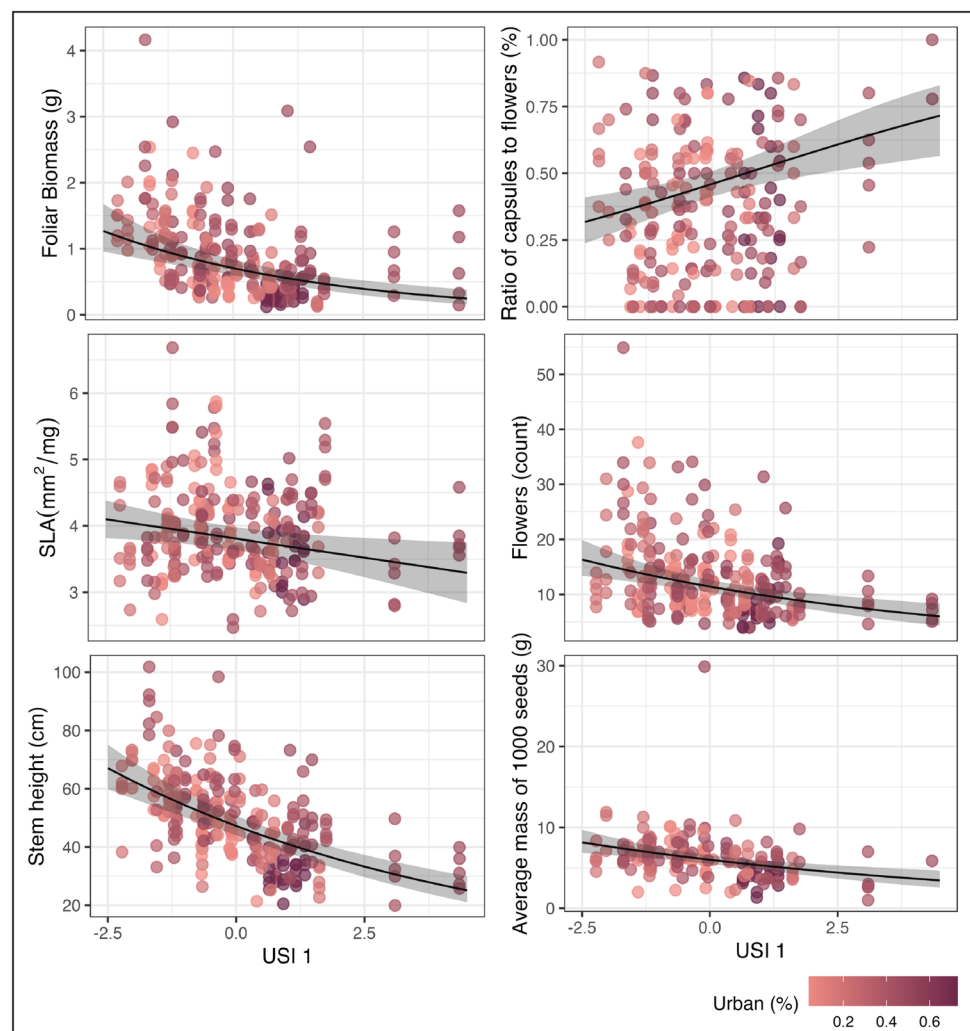 Foliar Biomass (g)
4
3
2
1
0
Ratio of capsules to flowers (%)
1.00
0.75
0.50
0.25
0.00
SLA(mm²/mg)
6
5
4
3
Flowers (count)
50
40
30
20
10
Stem height (cm)
100
80
60
40
20
-2.5 0.0 2.5
USI 1
Average mass of 1000 seeds (g)
30
20
10
0
-2.5 0.0 2.5
USI 1
Urban (%)
0.2 0.4 0.6